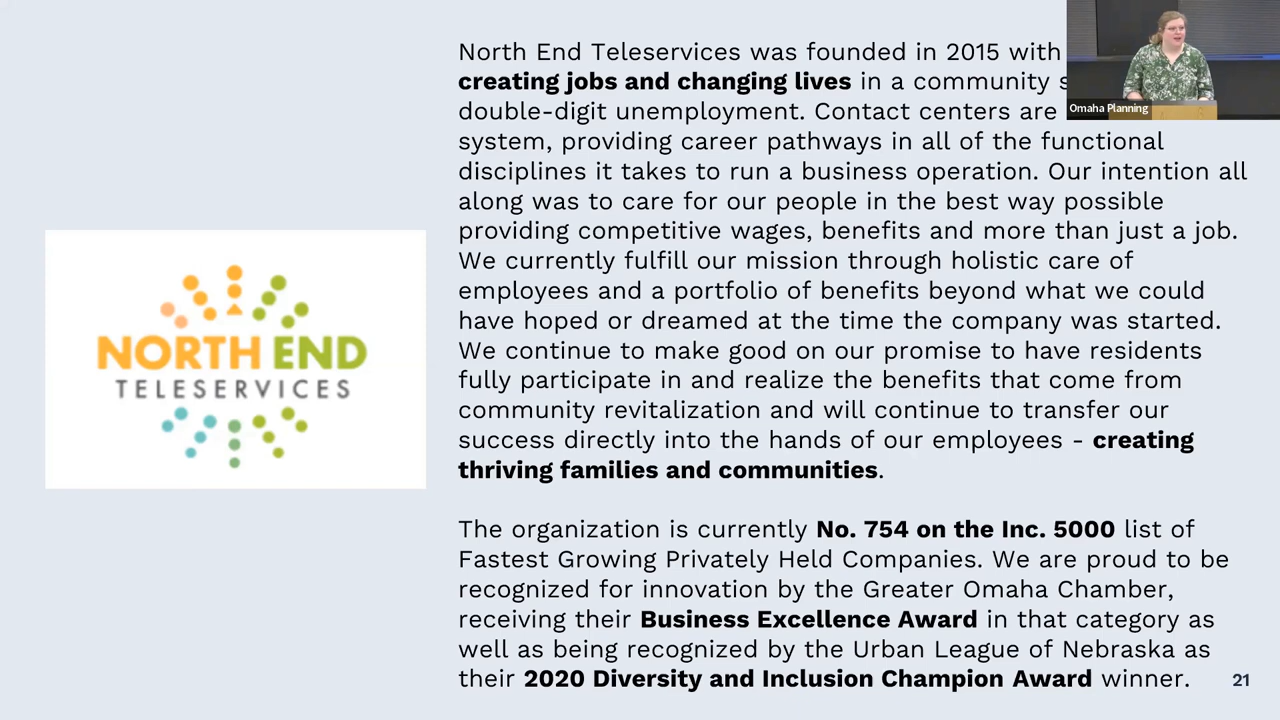 North End Teleservices was founded in 2015 with
creating jobs and changing lives in a community
double-digit unemployment. Contact centers are
system, providing career pathways in all of the functional
disciplines it takes to run a business operation. Our intention all
along was to care for our people in the best way possible
providing competitive wages, benefits and more than just a job.
We currently fulfill our mission through holistic care of
employees and a portfolio of benefits beyond what we could
have hoped or dreamed at the time the company was started.
We continue to make good on our promise to have residents
fully participate in and realize the benefits that come from
community revitalization and will continue to transfer our
success directly into the hands of our employees - creating
thriving families and communities.
The organization is currently No. 754 on the Inc. 5000 list of
Fastest Growing Privately Held Companies. We are proud to be
recognized for innovation by the Greater Omaha Chamber,
receiving their Business Excellence Award in that category as
well as being recognized by the Urban League of Nebraska as
their 2020 Diversity and Inclusion Champion Award winner.
NORTH END
TELESERVICES
Omaha Planning
21